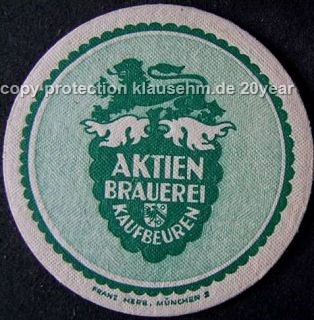 copy-protection klausehm.de 20year
AKTIEN
BRAUEREI
KAUFBEUREN
FRANZ HERB, MÜNCHEN 2